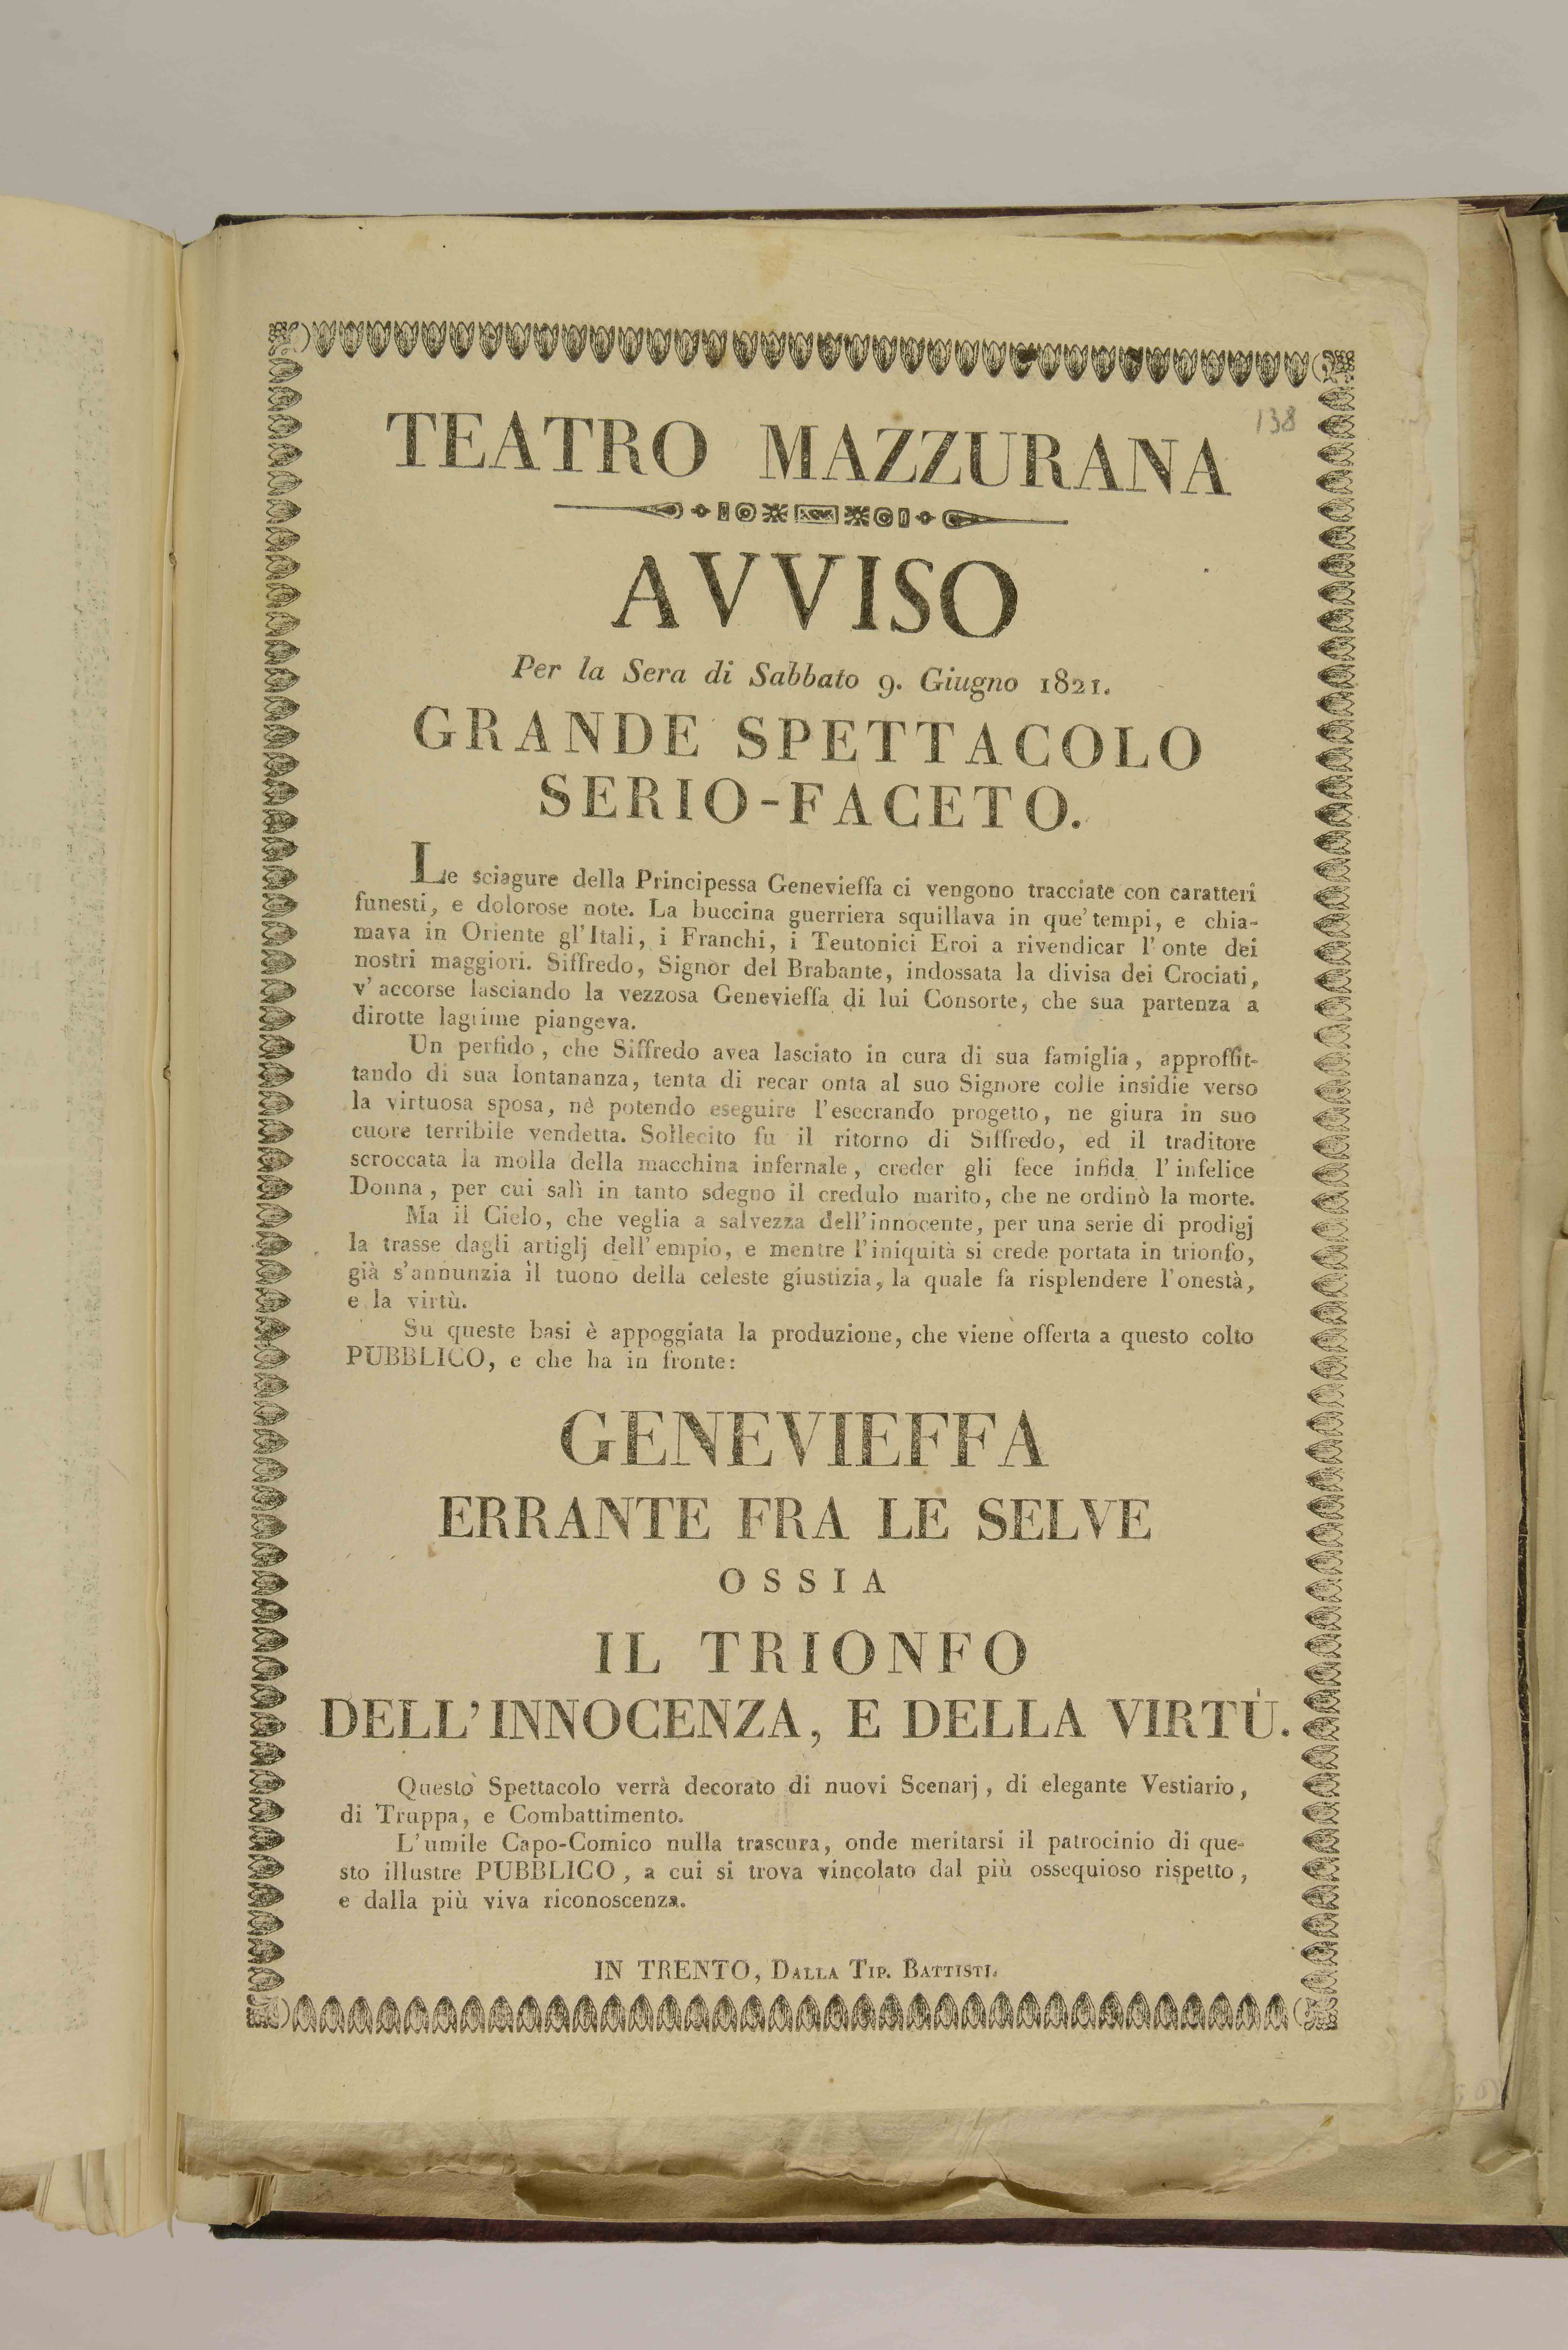 138
TEATRO MAZZURANA
AVVISO
Per la Sera di Sabbato 9. Giugno 1821.
GRANDE SPETTACOLO
SERIO-FACETO.
Le sciagure della Principessa Genevieffa ci vengono tracciate con caratteri
funesti, e dolorose note. La buccina guerriera squillava in que' tempi, e chia-
mava in Oriente gl'Itali, i Franchi, i Teutonici Eroi a rivendicar l'onte dei
nostri maggiori. Siffredo, Signor del Brabante, indossata la divisa dei Crociati,
v'accorse lasciando la vezzosa Genevieffa di lui Consorte, che sua partenza a
dirotte lagrime piangeva.
Un perfido, che Siffredo avea lasciato in cura di sua famiglia, approffit-
tando di sua lontananza, tenta di recar onta al suo Signore colle insidie verso
la virtuosa sposa, nè potendo eseguire l'esecrando progetto, ne giura in suo
cuore terribile vendetta. Sollecito fu il ritorno di Siffredo, ed il traditore
scroccata la molla della macchina infernale, creder gli fece infida l'infelice
Donna, per cui salì in tanto sdegno il credulo marito, che ne ordinò la morte.
Ma il Cielo, che veglia a salvezza dell'innocente, per una serie di prodigj
la trasse dagli artiglj dell'empio, e mentre l'iniquità si crede portata in trionfo,
già s'annunzia il tuono della celeste giustizia, la quale fa risplendere l'onestà,
e la virtù.
Su queste basi è appoggiata la produzione, che viene offerta a questo colto
PUBBLICO, e che ha in fronte:
GENEVIEFFA
ERRANTE FRA LE SELVE
OSSIA
IL TRIONFO
DELL'INNOCENZA, E DELLA VIRTÙ.
Questo Spettacolo verrà decorato di nuovi Scenarj, di elegante Vestiario,
di Truppa, e Combattimento.
L'umile Capo-Comico nulla trascura, onde meritarsi il patrocinio di que-
sto illustre PUBBLICO, a cui si trova vincolato dal più ossequioso rispetto,
e dalla più viva riconoscenza.
IN TRENTO, DALLA TIP. BATTISTI.